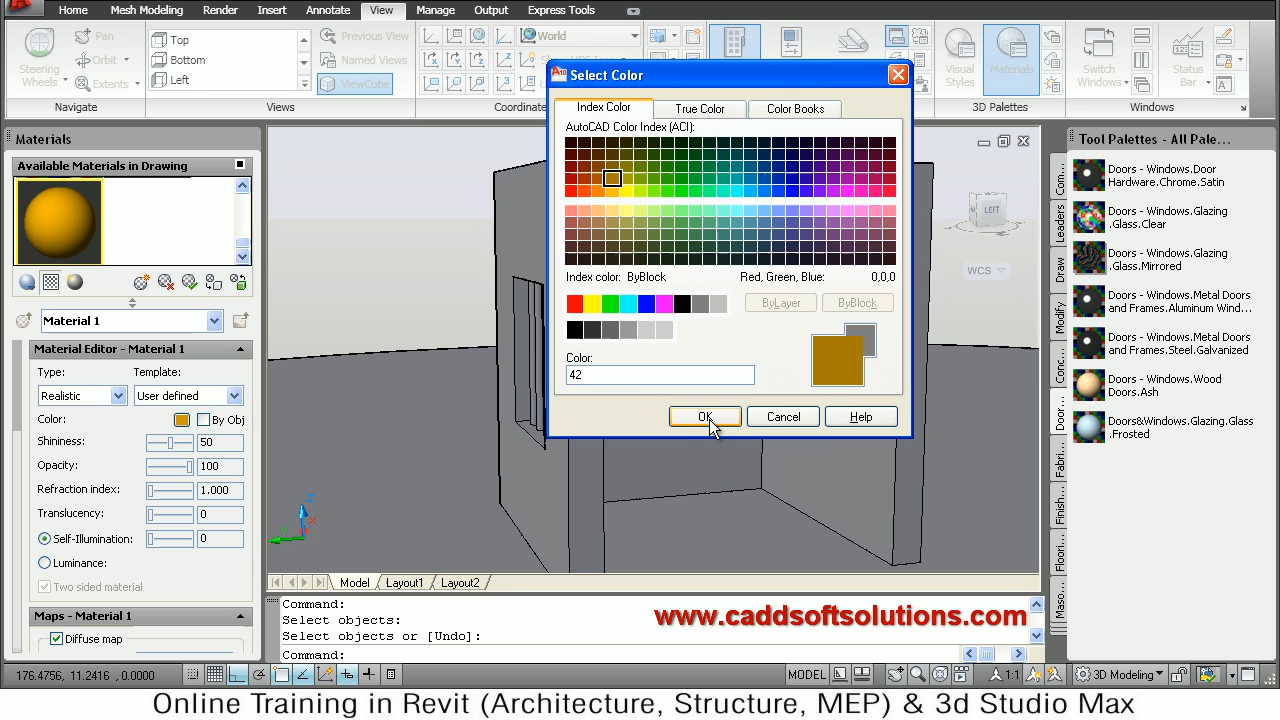 Home Mesh Modeling Render Insert Annotate View Manage Output Express Tools
Steering Wheels
Pan
Orbit
Extents
Navigate
Top
Bottom
Left
Views
Previous View
Named Views
ViewCube
World
Coordinate
Visual Styles
Materials
3D Palettes
Switch Windows
Status Bar
Windows
Materials
Available Materials in Drawing
Material 1
Material Editor - Material 1
Type: Template:
Realistic User defined
Color: By Obj
Shininess: 50
Opacity: 100
Refraction index: 1.000
Translucency: 0
Self-Illumination: 0
Luminance:
Two sided material
Maps - Material 1
Diffuse map
Select Color
Index Color True Color Color Books
AutoCAD Color Index (ACI):
Index color: ByBlock Red, Green, Blue: 0,0,0
ByLayer ByBlock
Color:
42
OK Cancel Help
LEFT
WCS
Model Layout1 Layout2
Command:
Select objects:
Select objects or [Undo]:
Command:
www.caddsoftsolutions.com
Tool Palettes - All Pale...
Com...
Leaders
Draw
Modify
Conc...
Door...
Fabri...
Finish...
Floori...
Maso...
Doors - Windows.Door
Hardware.Chrome.Satin
Doors - Windows.Glazing
.Glass.Clear
Doors - Windows.Glazing
.Glass.Mirrored
Doors - Windows.Metal Doors
and Frames.Aluminum Wind...
Doors - Windows.Metal Doors
and Frames.Steel.Galvanized
Doors - Windows.Wood
Doors.Ash
Doors&Windows.Glazing.Glass
.Frosted
176.4756, 11.2416 , 0.0000
MODEL
1:1
3D Modeling
Online Training in Revit (Architecture, Structure, MEP) & 3d Studio Max